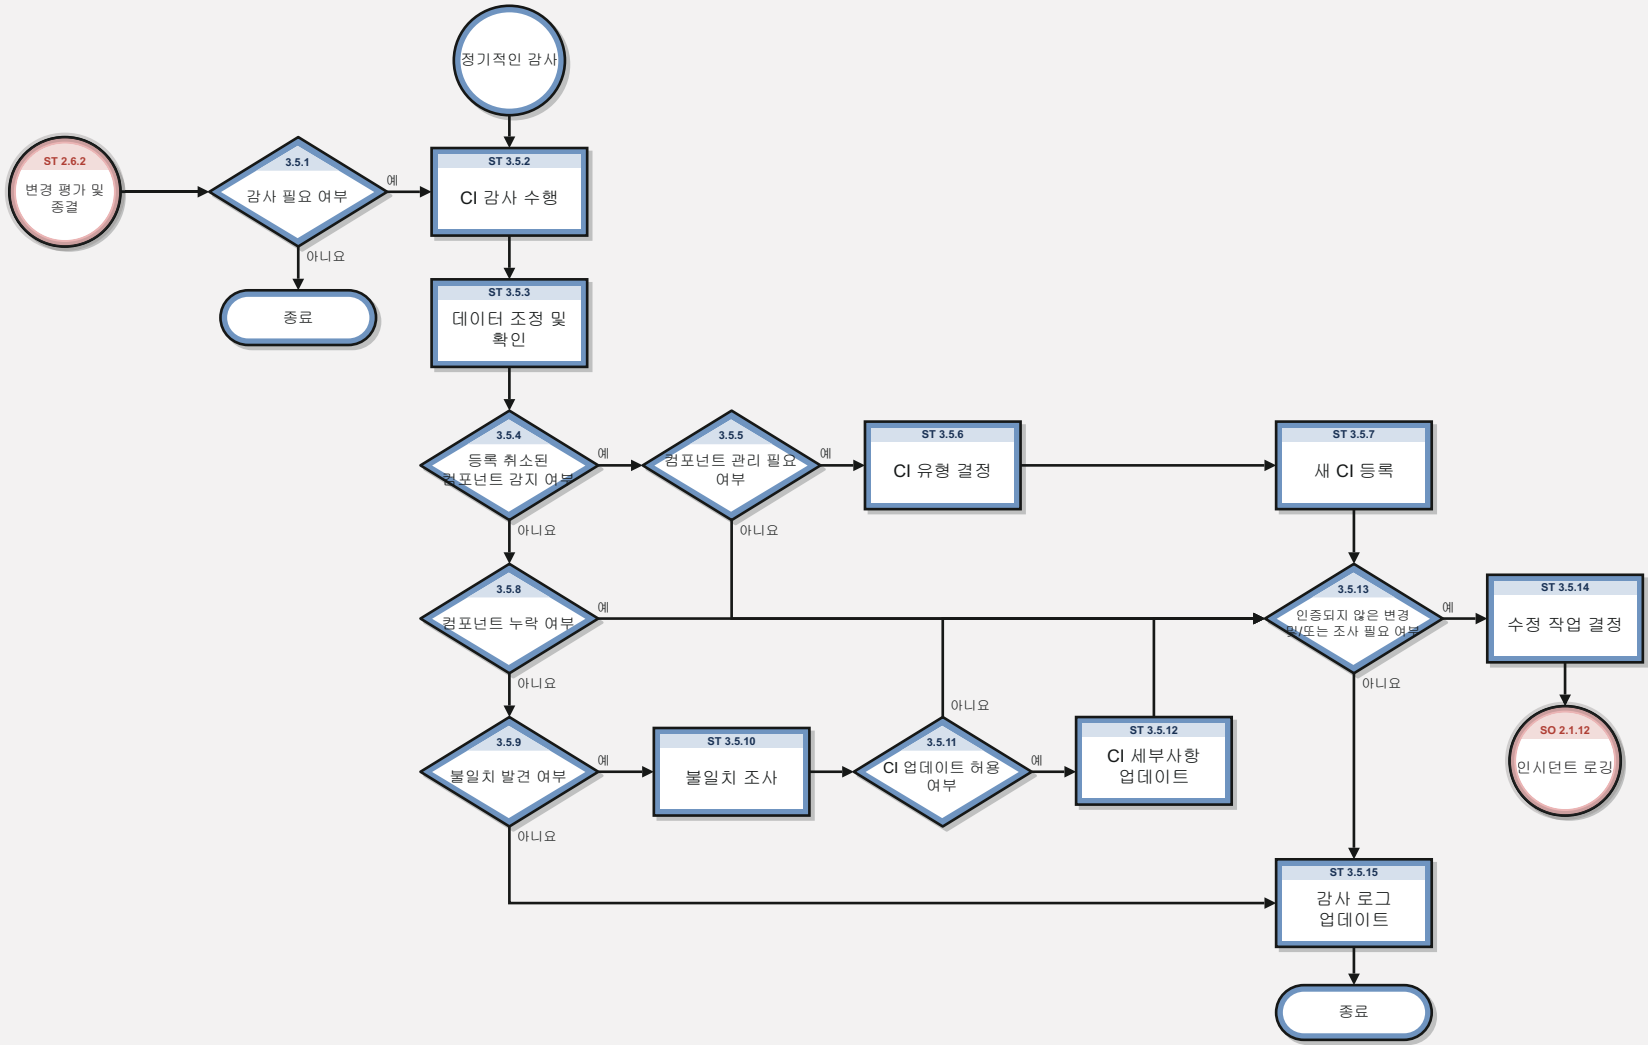 정기적인 감사
ST 2.6.2
변경 평가 및
종결
3.5.1
감사 필요 여부
예
아니요
종료
ST 3.5.2
CI 감사 수행
ST 3.5.3
데이터 조정 및
확인
3.5.4
등록 취소된
컴포넌트 감지 여부
예
아니요
3.5.5
컴포넌트 관리 필요
여부
예
아니요
ST 3.5.6
CI 유형 결정
ST 3.5.7
새 CI 등록
3.5.8
컴포넌트 누락 여부
예
아니요
3.5.13
인증되지 않은 변경
및/또는 조사 필요 여부
예
아니요
ST 3.5.14
수정 작업 결정
3.5.9
불일치 발견 여부
예
아니요
ST 3.5.10
불일치 조사
3.5.11
CI 업데이트 허용
여부
아니요
예
ST 3.5.12
CI 세부사항
업데이트
SO 2.1.12
인시던트 로깅
ST 3.5.15
감사 로그
업데이트
종료